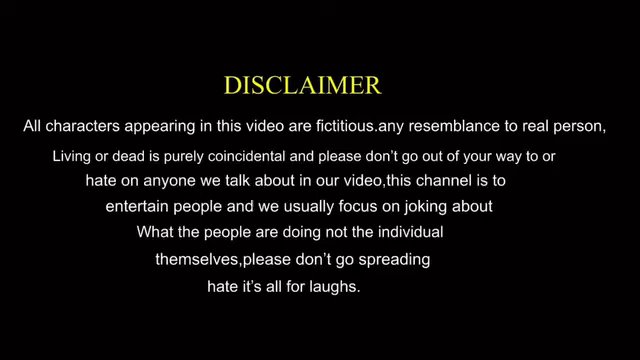 DISCLAIMER
All characters appearing in this video are fictitious.any resemblance to real person,
Living or dead is purely coincidental and please don’t go out of your way to or
hate on anyone we talk about in our video,this channel is to
entertain people and we usually focus on joking about
What the people are doing not the individual
themselves,please don’t go spreading
hate it’s all for laughs.